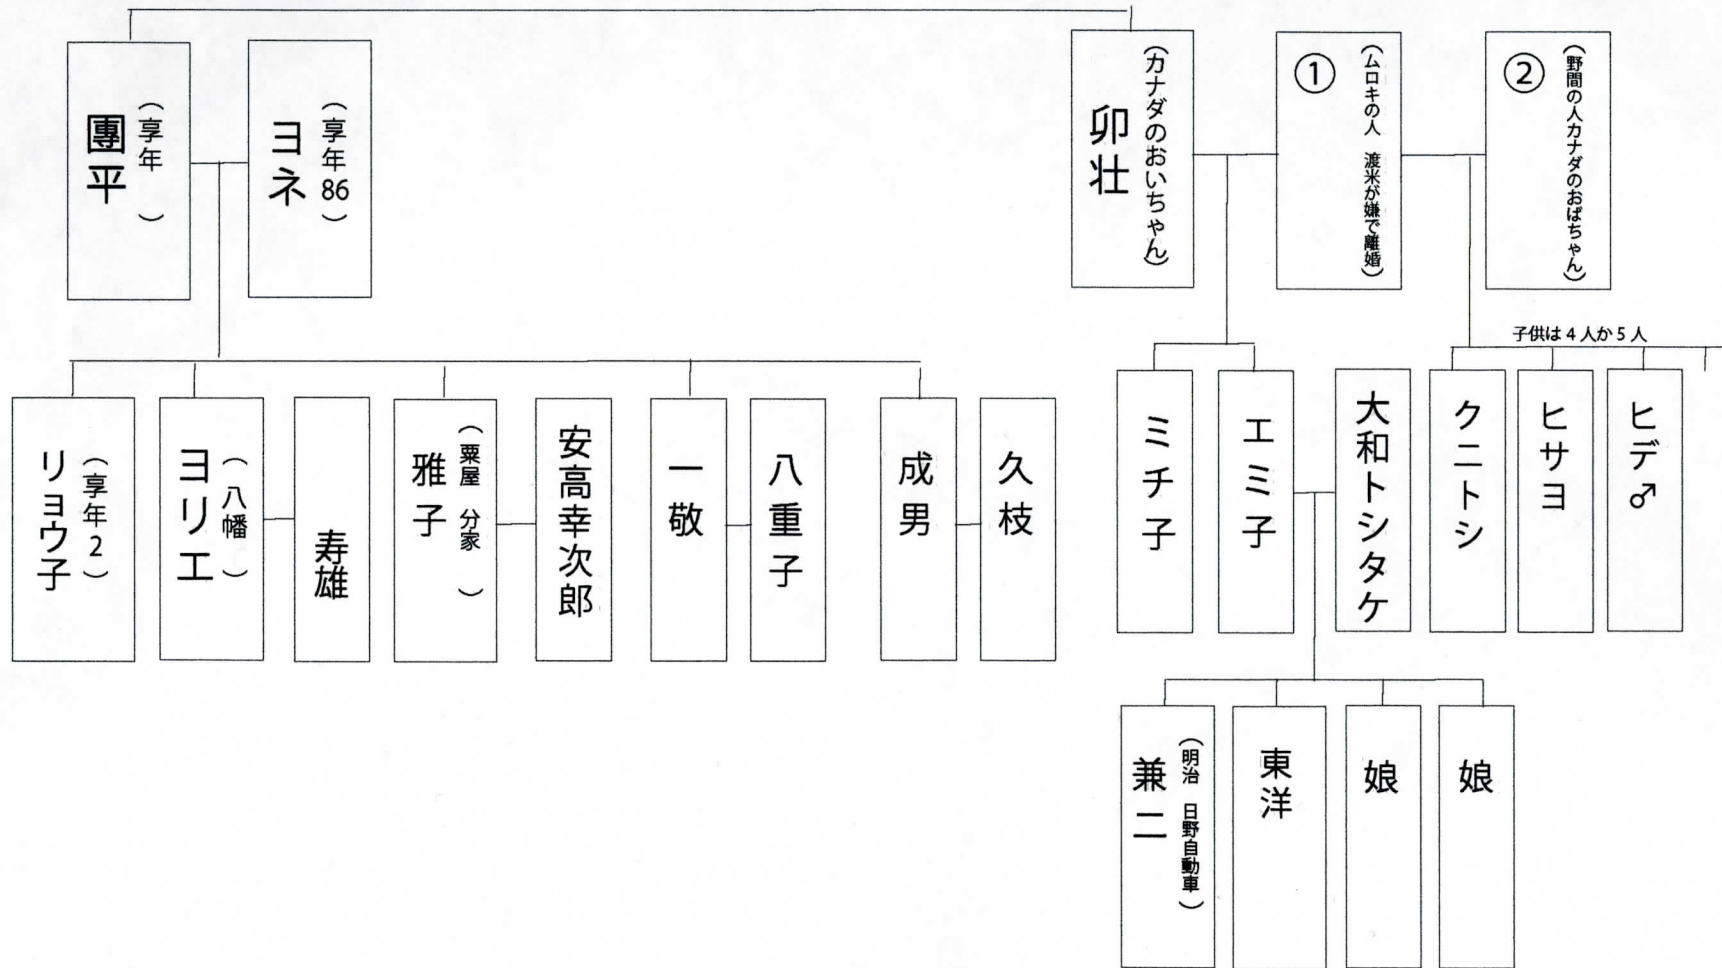 團平
（享年　　）
ヨネ
（享年86）
卯壮
（カナダのおいちゃん）
①
（ムロキの人　渡米が嫌で離婚）
②
（野間の人カナダのおばちゃん）
子供は4人か5人
リョウ子
（享年2）
ヨリエ
（八幡　）
寿雄
雅子
（粟屋　分家　）
安高幸次郎
一敬
八重子
成男
久枝
ミチ子
エミ子
大和トシタケ
クニトシ
ヒサヨ
ヒデ♂
兼二
（明治　日野自動車）
東洋
娘
娘